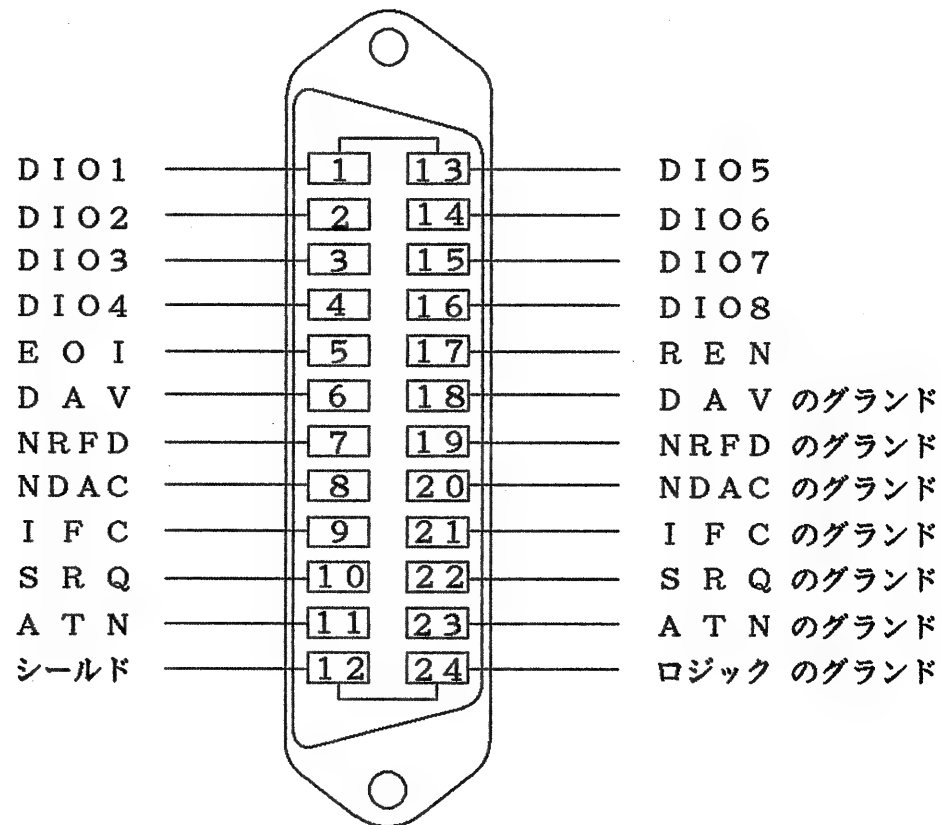 DIO1 1 13 DIO5
DIO2 2 14 DIO6
DIO3 3 15 DIO7
DIO4 4 16 DIO8
EOI 5 17 REN
DAV 6 18 DAV のグランド
NRFD 7 19 NRFD のグランド
NDAC 8 20 NDAC のグランド
IFC 9 21 IFC のグランド
SRQ 10 22 SRQ のグランド
ATN 11 23 ATN のグランド
シールド 12 24 ロジック のグランド